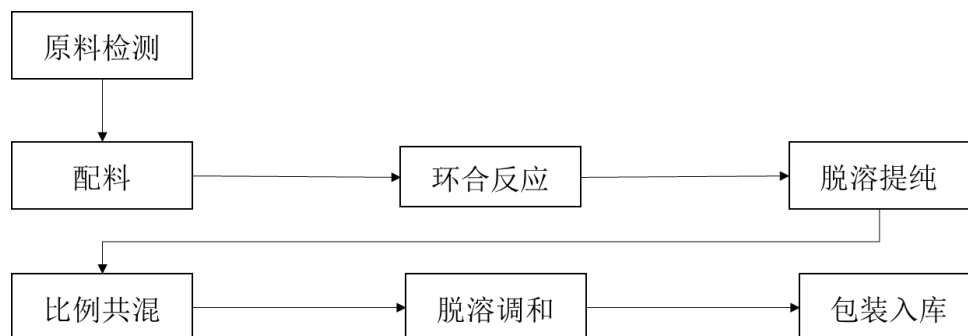 原料检测
配料
环合反应
脱溶提纯
比例共混
脱溶调和
包装入库